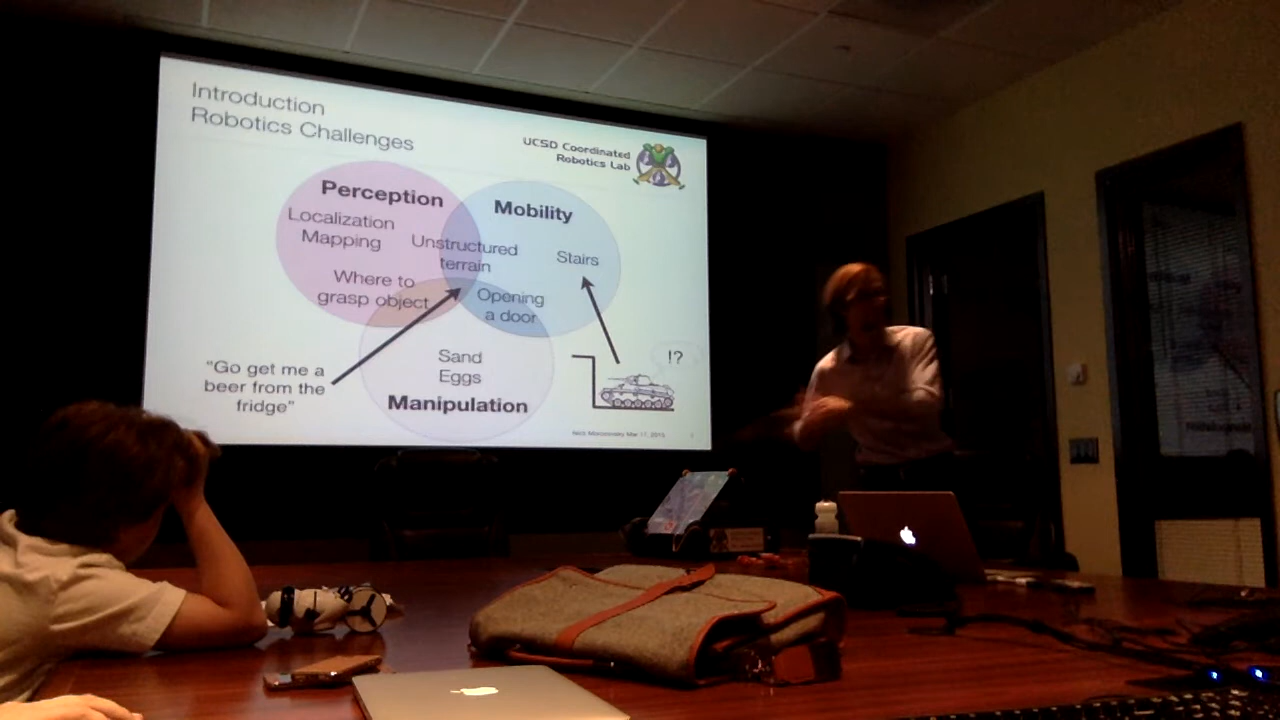 Introduction
Robotics Challenges
UCSD Coordinated
Robotics Lab
Perception
Localization
Mapping
Mobility
Unstructured
terrain
Stairs
Where to
grasp object
Opening
a door
"Go get me a
beer from the
fridge"
Sand
Eggs
Manipulation
!?